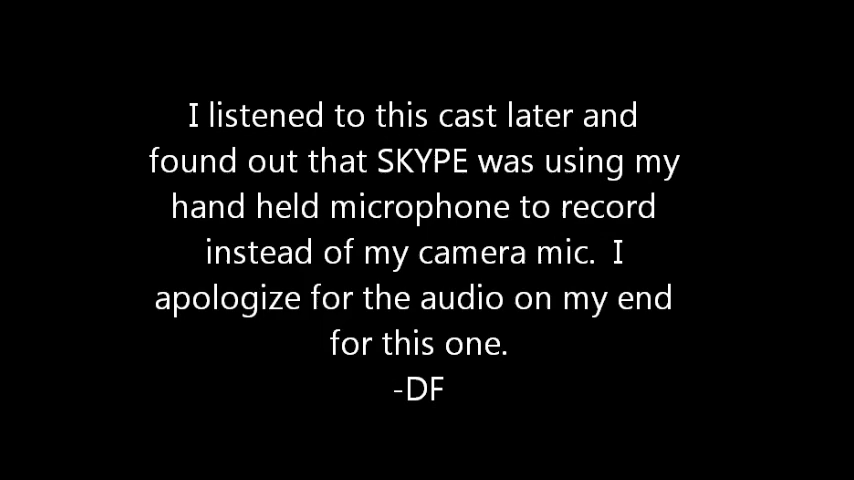 I listened to this cast later and
found out that SKYPE was using my
hand held microphone to record
instead of my camera mic.  I
apologize for the audio on my end
for this one.
-DF